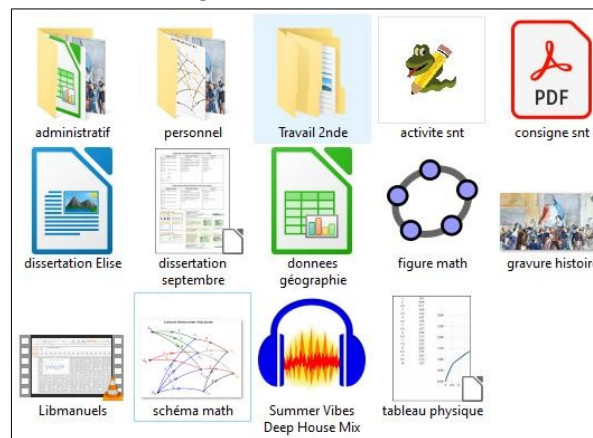 administratif
personnel
Travail 2nde
activite snt
PDF
consigne snt
dissertation Elise
dissertation
septembre
donnees
géographie
figure math
gravure histoire
Libmanuels
schéma math
Summer Vibes
Deep House Mix
tableau physique